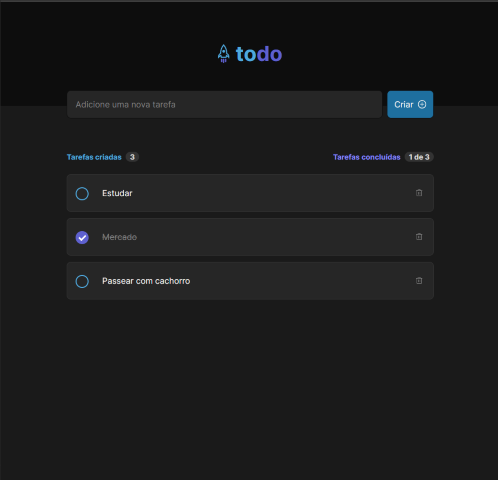 todo
Adicione uma nova tarefa
Criar
Tarefas criadas 3
Tarefas concluídas 1 de 3
Estudar
Mercado
Passear com cachorro